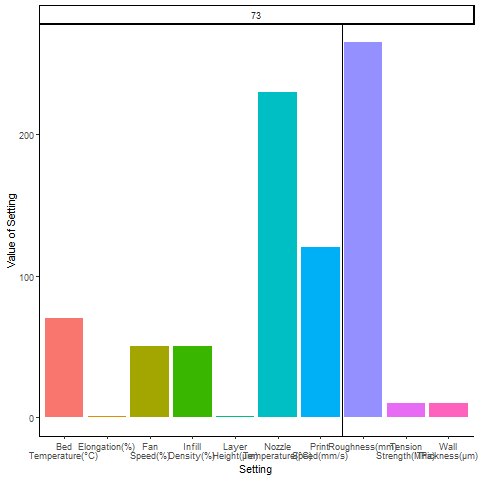 73
Value of Setting
200
100
0
Bed Elongation(%) Fan Infill Layer Nozzle Print Roughness(mm) Tension Wall
Temperature(°C) Speed(%) Density(%) Height(µm) Temperature(°C) Speed(mm/s) Strength(MPa) Thickness(µm)
Setting